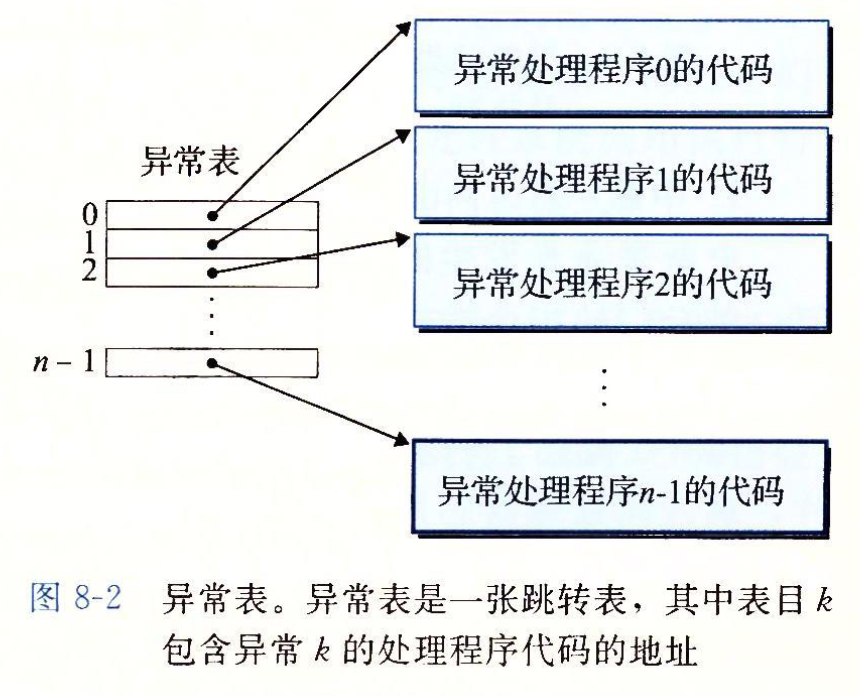 异常处理程序0的代码
异常表
异常处理程序1的代码
0
1
2
异常处理程序2的代码
n – 1
异常处理程序n-1的代码
图 8-2 异常表。异常表是一张跳转表，其中表目 k
包含异常 k 的处理程序代码的地址